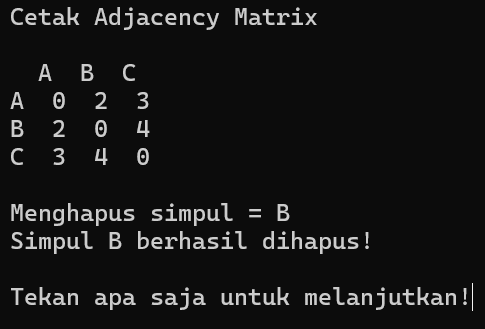 Cetak Adjacency Matrix
A B C
A 0 2 3
B 2 0 4
C 3 4 0
Menghapus simpul = B
Simpul B berhasil dihapus!
Tekan apa saja untuk melanjutkan!